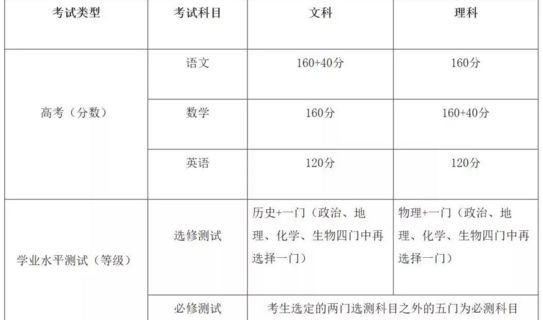 考试类型 考试科目 文科 理科
语文 160+40分 160分
高考（分数） 数学 160分 160+40分
英语 120分 120分
学业水平测试（等级） 选修测试
历史+一门（政治、地
理、化学、生物四门中再
选择一门）
物理+一门（政治、地
理、化学、生物四门中再
选择一门）
必修测试 考生选定的两门选测科目之外的五门为必测科目